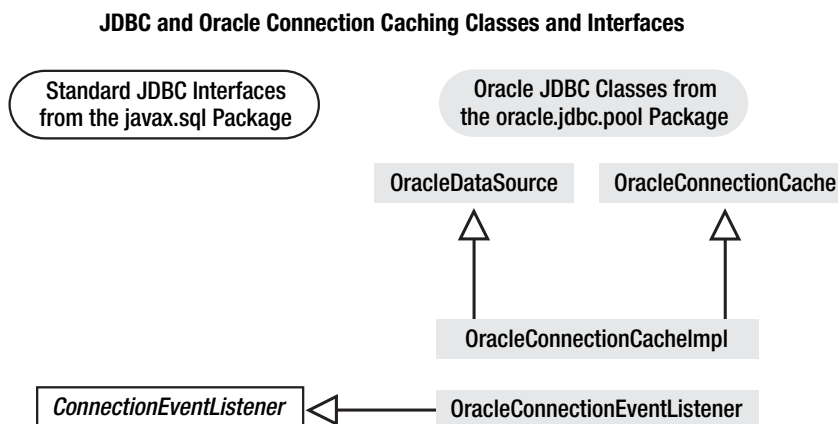 JDBC and Oracle Connection Caching Classes and Interfaces
Standard JDBC Interfaces
from the javax.sql Package
Oracle JDBC Classes from
the oracle.jdbc.pool Package
OracleDataSource
OracleConnectionCache
OracleConnectionCacheImpl
ConnectionEventListener
OracleConnectionEventListener